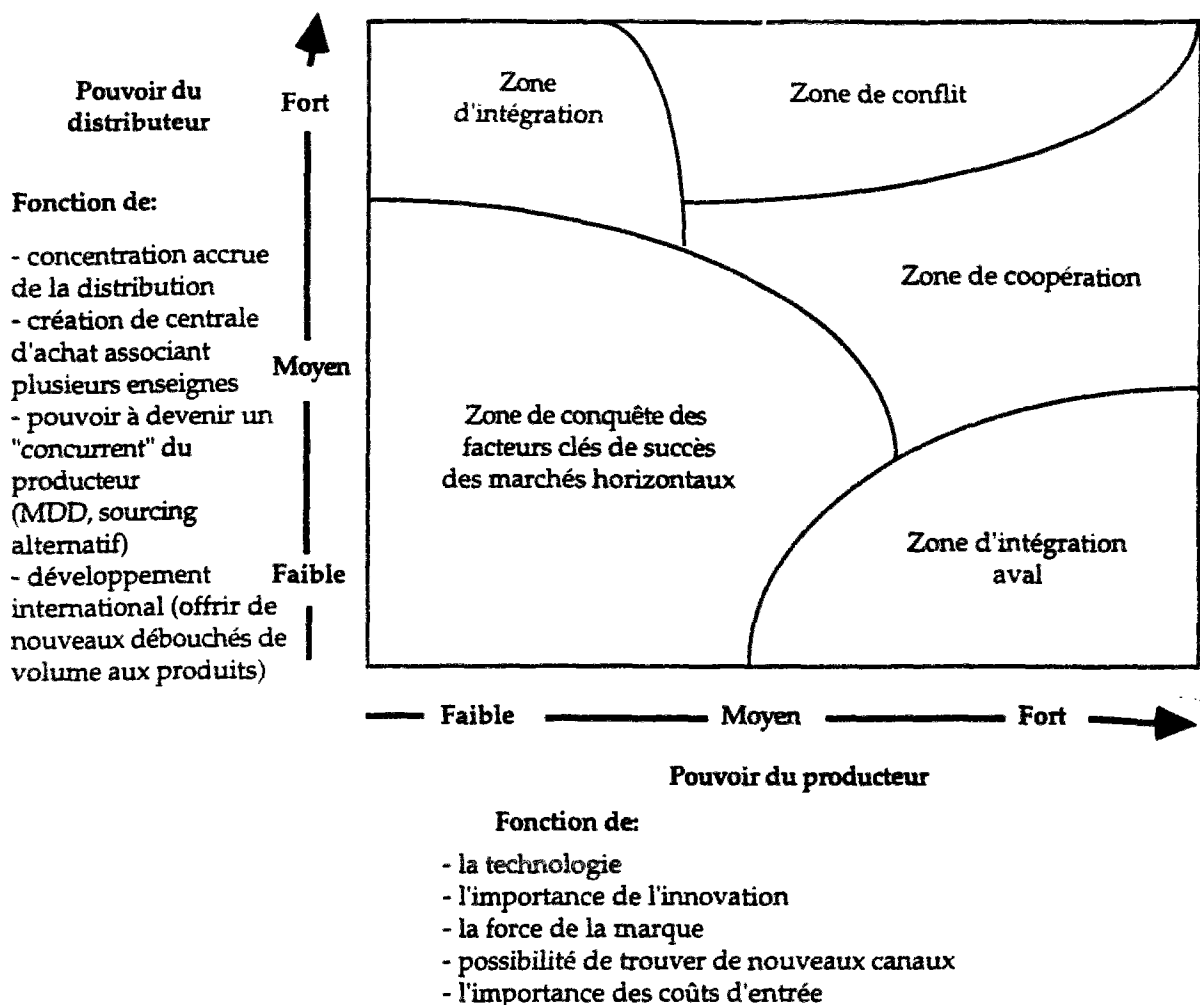 Pouvoir du
distributeur
Fonction de:
- concentration accrue
de la distribution
- création de centrale
d'achat associant
plusieurs enseignes
- pouvoir à devenir un
"concurrent" du
producteur
(MDD, sourcing
alternatif)
- développement
international (offrir de
nouveaux débouchés de
volume aux produits)
Fort
Moyen
Faible
Zone
d'intégration
Zone de conflit
Zone de coopération
Zone de conquête des
facteurs clés de succès
des marchés horizontaux
Zone d'intégration
aval
Faible
Moyen
Fort
Pouvoir du producteur
Fonction de:
- la technologie
- l'importance de l'innovation
- la force de la marque
- possibilité de trouver de nouveaux canaux
- l'importance des coûts d'entrée